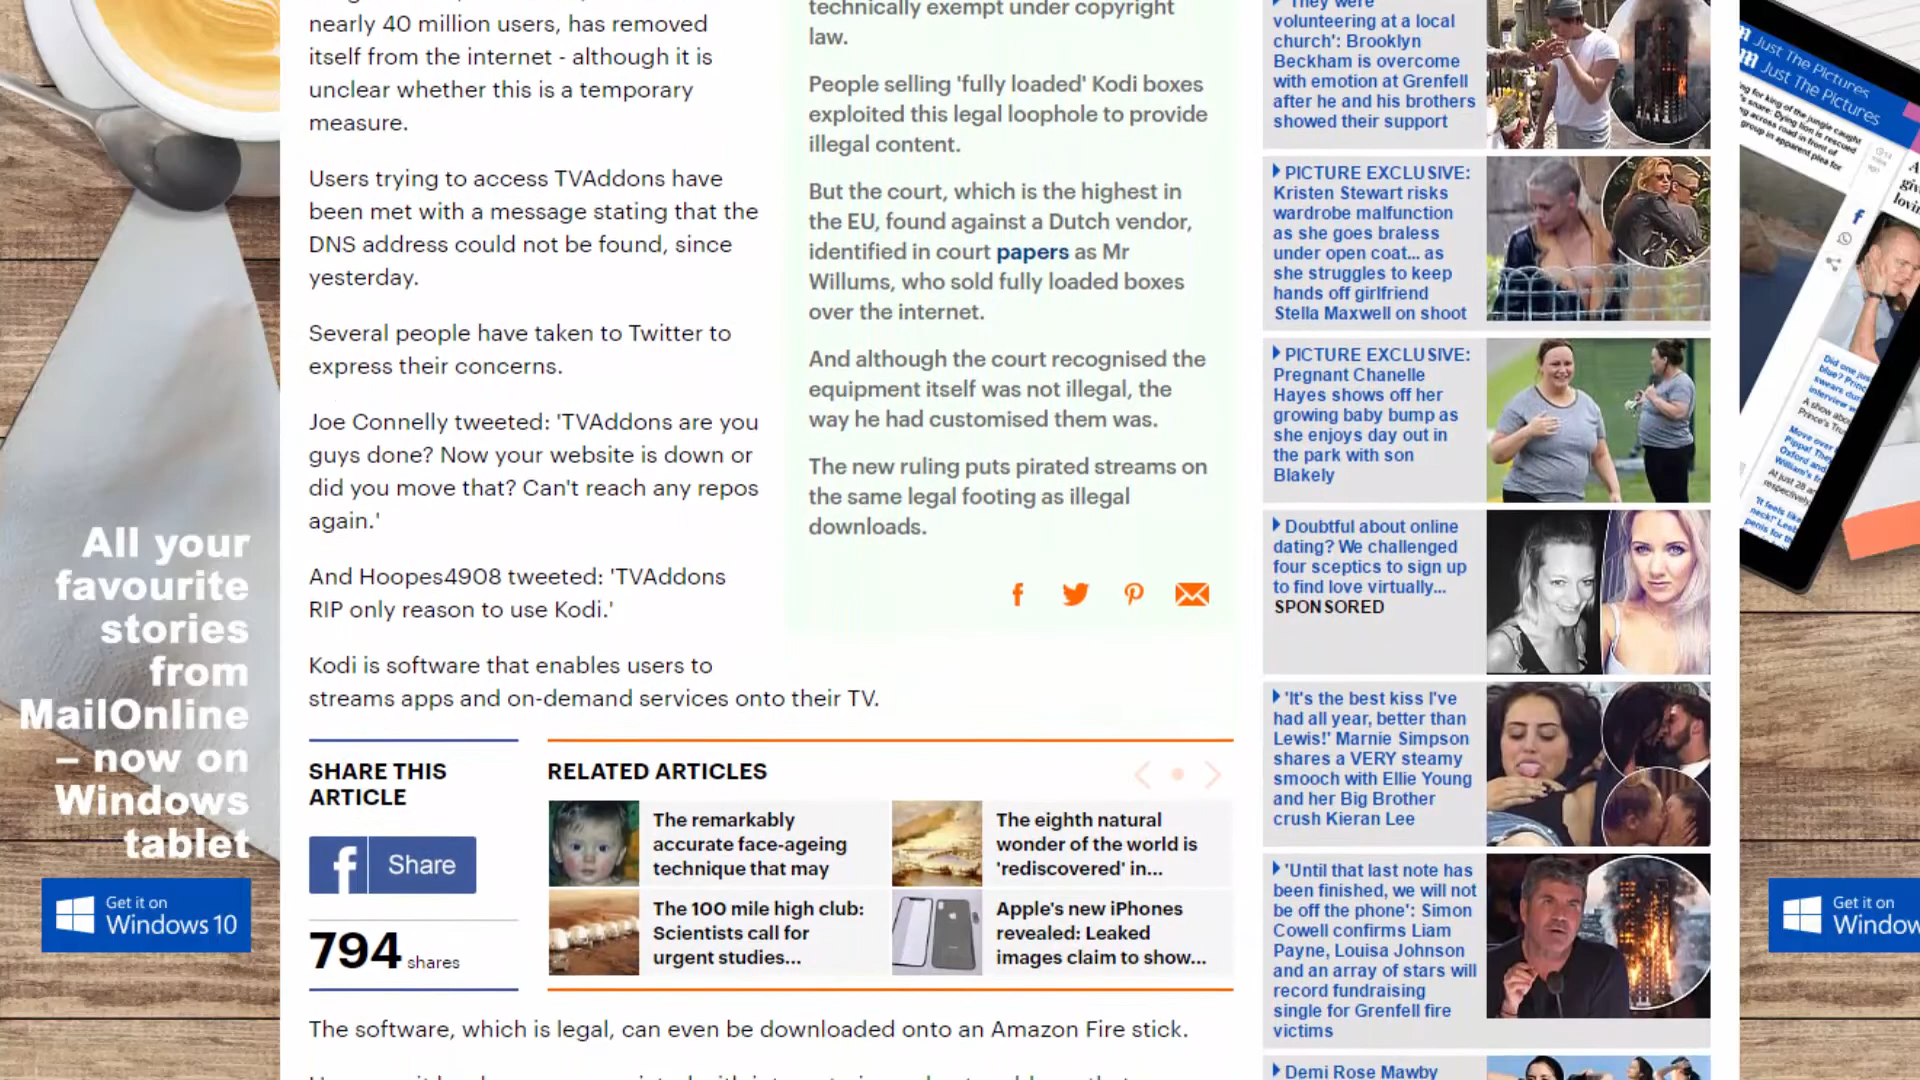 nearly 40 million users, has removed
itself from the internet - although it is
unclear whether this is a temporary
measure.
Users trying to access TVAddons have
been met with a message stating that the
DNS address could not be found, since
yesterday.
Several people have taken to Twitter to
express their concerns.
Joe Connelly tweeted: 'TVAddons are you
guys done? Now your website is down or
did you move that? Can't reach any repos
again.'
And Hoopes4908 tweeted: 'TVAddons
RIP only reason to use Kodi.'
Kodi is software that enables users to
streams apps and on-demand services onto their TV.
technically exempt under copyright
law.
People selling 'fully loaded' Kodi boxes
exploited this legal loophole to provide
illegal content.
But the court, which is the highest in
the EU, found against a Dutch vendor,
identified in court papers as Mr
Willums, who sold fully loaded boxes
over the internet.
And although the court recognised the
equipment itself was not illegal, the
way he had customised them was.
The new ruling puts pirated streams on
the same legal footing as illegal
downloads.
SHARE THIS
ARTICLE
Share
794 shares
RELATED ARTICLES
The remarkably
accurate face-ageing
technique that may
The eighth natural
wonder of the world is
'rediscovered' in...
The 100 mile high club:
Scientists call for
urgent studies...
Apple's new iPhones
revealed: Leaked
images claim to show...
The software, which is legal, can even be downloaded onto an Amazon Fire stick.
'They were
volunteering at a local
church': Brooklyn
Beckham is overcome
with emotion at Grenfell
after he and his brothers
showed their support
PICTURE EXCLUSIVE:
Kristen Stewart risks
wardrobe malfunction
as she goes braless
under open coat... as
she struggles to keep
hands off girlfriend
Stella Maxwell on shoot
PICTURE EXCLUSIVE:
Pregnant Chanelle
Hayes shows off her
growing baby bump as
she enjoys day out in
the park with son
Blakely
Doubtful about online
dating? We challenged
four sceptics to sign up
to find love virtually...
SPONSORED
'It's the best kiss I've
had all year, better than
Lewis!' Marnie Simpson
shares a VERY steamy
smooch with Ellie Young
and her Big Brother
crush Kieran Lee
'Until that last note has
been finished, we will not
be off the phone': Simon
Cowell confirms Liam
Payne, Louisa Johnson
and an array of stars will
record fundraising
single for Grenfell fire
victims
Demi Rose Mawby
All your
favourite
stories
from
MailOnline
– now on
Windows
tablet
Get it on
Windows 10
Just The Pictures
Just The Pictures
Get it on
Window